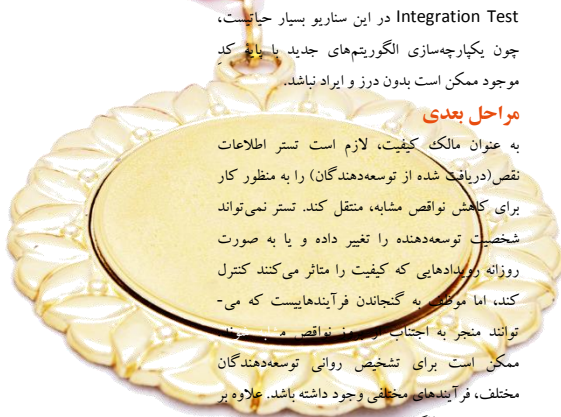 Integration Test در این سناریو بسیار حیاتیست،
چون یکپارچه‌سازی الگوریتم‌های جدید با پایهٔ کدِ
موجود ممکن است بدون درز و ایراد نباشد.
مراحل بعدی
به عنوان مالک کیفیت، لازم است تستر اطلاعات
نقص(دریافت شده از توسعه‌دهندگان) را به منظور کار
برای کاهش نواقص مشابه، منتقل کند. تستر نمی‌تواند
شخصیت توسعه‌دهنده را تغییر داده و یا به صورت
روزانه رویدادهایی که کیفیت را متاثر می‌کنند کنترل
کند، اما موظف به گنجاندن فرآیندهاییست که می-
توانند منجر به اجتناب از بروز نواقص
ممکن است برای تشخیص روانی توسعه‌دهندگان
مختلف، فرآیندهای مختلفی وجود داشته باشد. علاوه بر